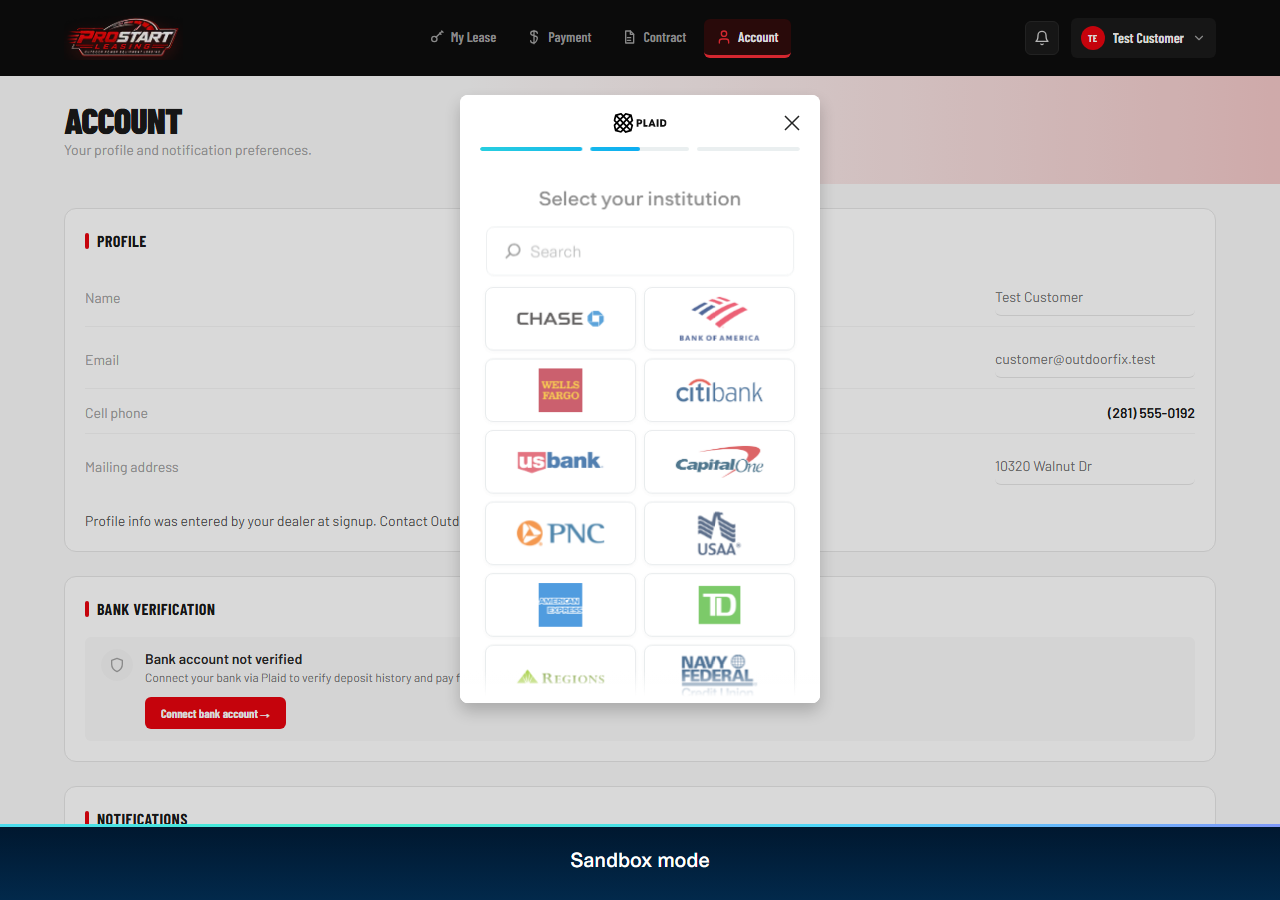 PROSTART
LEASING
My Lease
Payment
Contract
Account
TE
Test Customer
ACCOUNT
Your profile and notification preferences.
PLAID
Select your institution
Search
CHASE
BANK OF AMERICA
WELLS
FARGO
citibank
usbank
Capital One
PNC
USAA
AMERICAN
EXPRESS
TD
REGIONS
NAVY
FEDERAL
Credit Union
PROFILE
Name
Test Customer
Email
customer@outdoorfix.test
Cell phone
(281) 555-0192
Mailing address
10320 Walnut Dr
Profile info was entered by your dealer at signup. Contact Outd
BANK VERIFICATION
Bank account not verified
Connect your bank via Plaid to verify deposit history and pay f
Connect bank account→
NOTIFICATIONS
Sandbox mode